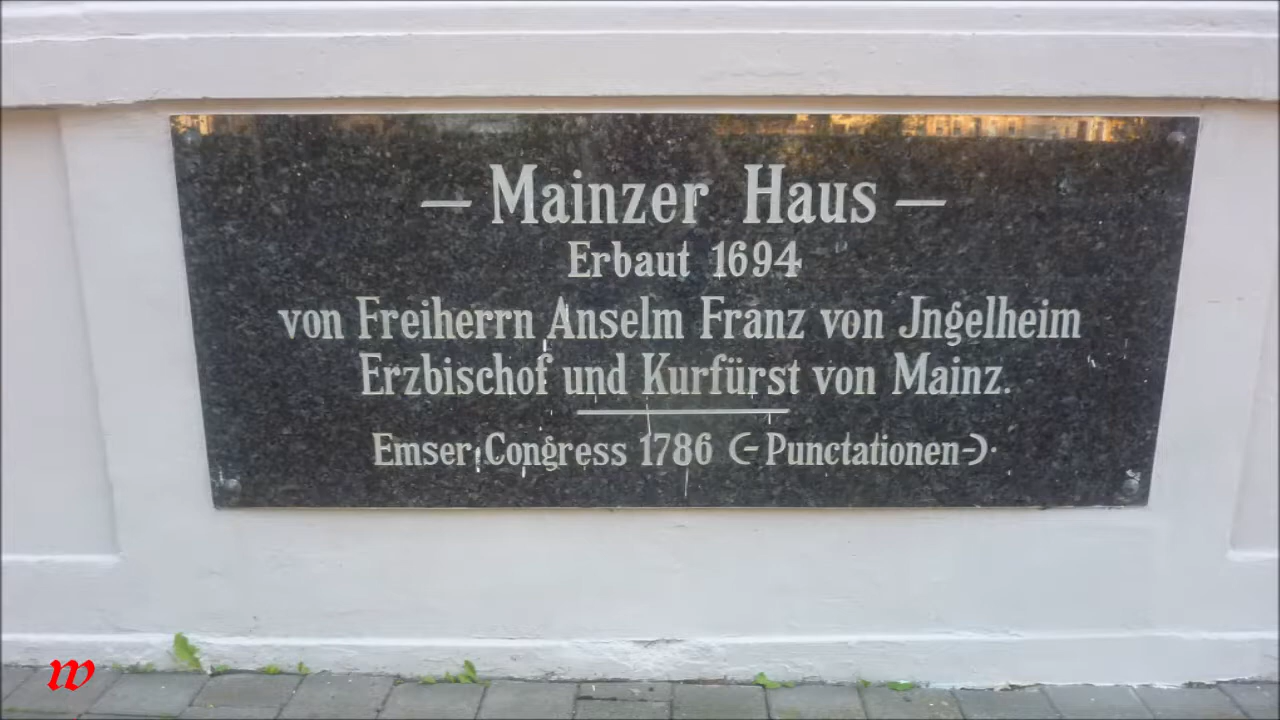 — Mainzer Haus —
Erbaut 1694
von Freiherrn Anselm Franz von Jngelheim
Erzbischof und Kurfürst von Mainz.
Emser Congress 1786 (-Punctationen-).
w